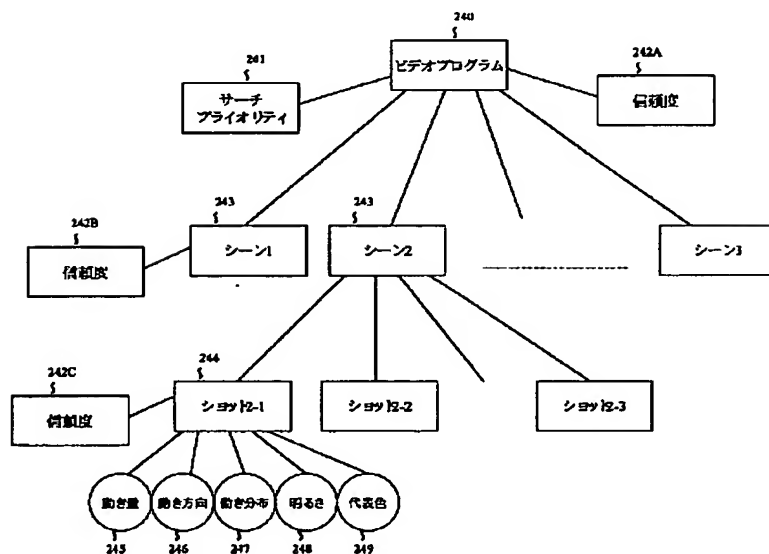 240
ビデオプログラム
241
サーチ
プライオリティ
242A
信頼度
243
シーン1
243
シーン2
シーン3
242B
信頼度
244
ショット2-1
ショット2-2
ショット2-3
242C
信頼度
動き量
動き方向
動き分布
明るさ
代表色
245
246
247
248
249